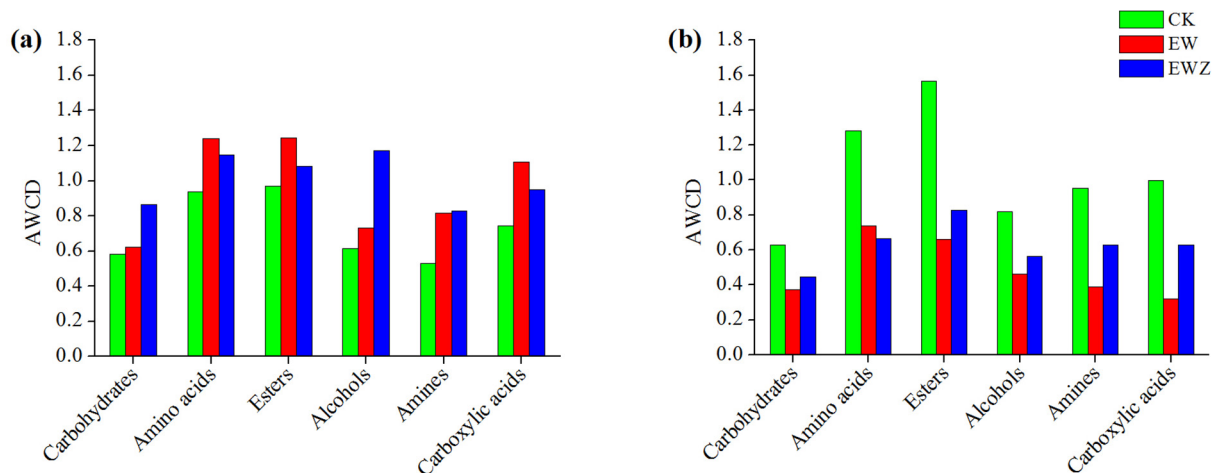 (a)
AWCD
1.8
1.6
1.4
1.2
1.0
0.8
0.6
0.4
0.2
0.0
Carbohydrates
Amino acids
Esters
Alcohols
Amines
Carboxylic acids
(b)
AWCD
1.8
1.6
1.4
1.2
1.0
0.8
0.6
0.4
0.2
0.0
Carbohydrates
Amino acids
Esters
Alcohols
Amines
Carboxylic acids
CK
EW
EWZ